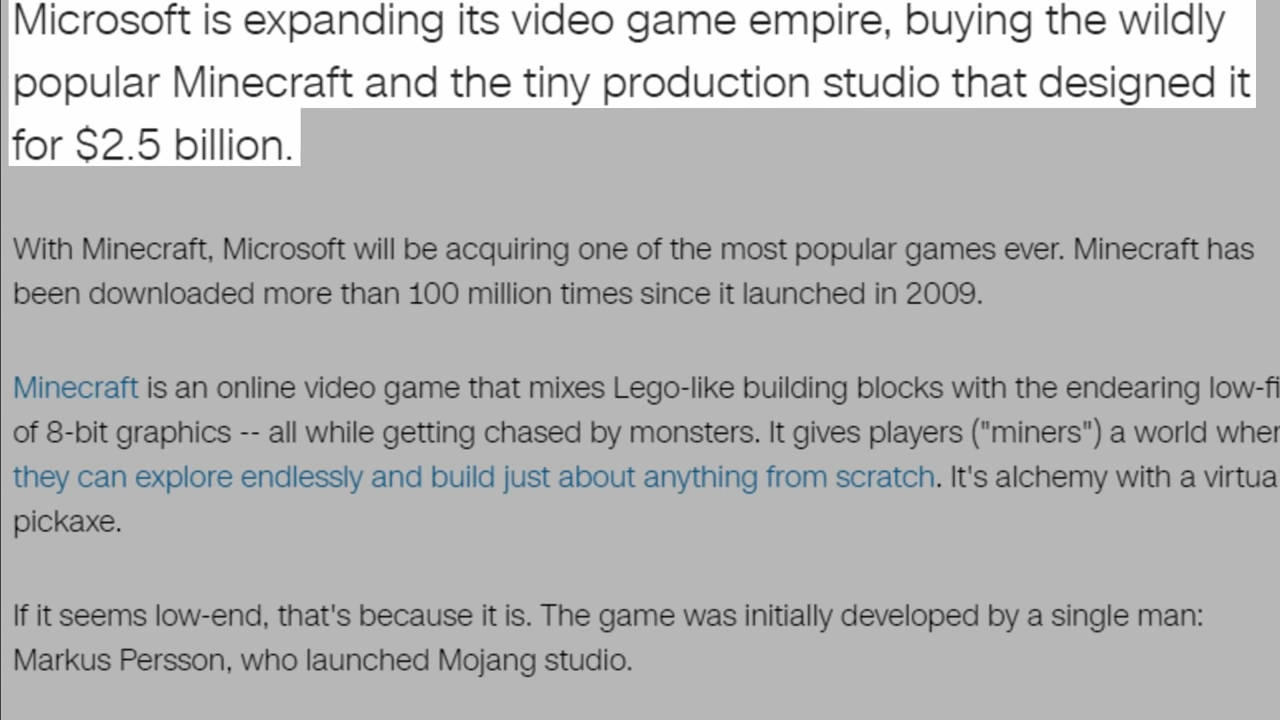 Microsoft is expanding its video game empire, buying the wildly
popular Minecraft and the tiny production studio that designed it
for $2.5 billion.
With Minecraft, Microsoft will be acquiring one of the most popular games ever. Minecraft has
been downloaded more than 100 million times since it launched in 2009.
Minecraft is an online video game that mixes Lego-like building blocks with the endearing low-fi
of 8-bit graphics -- all while getting chased by monsters. It gives players ("miners") a world wher
they can explore endlessly and build just about anything from scratch. It's alchemy with a virtua
pickaxe.
If it seems low-end, that's because it is. The game was initially developed by a single man:
Markus Persson, who launched Mojang studio.